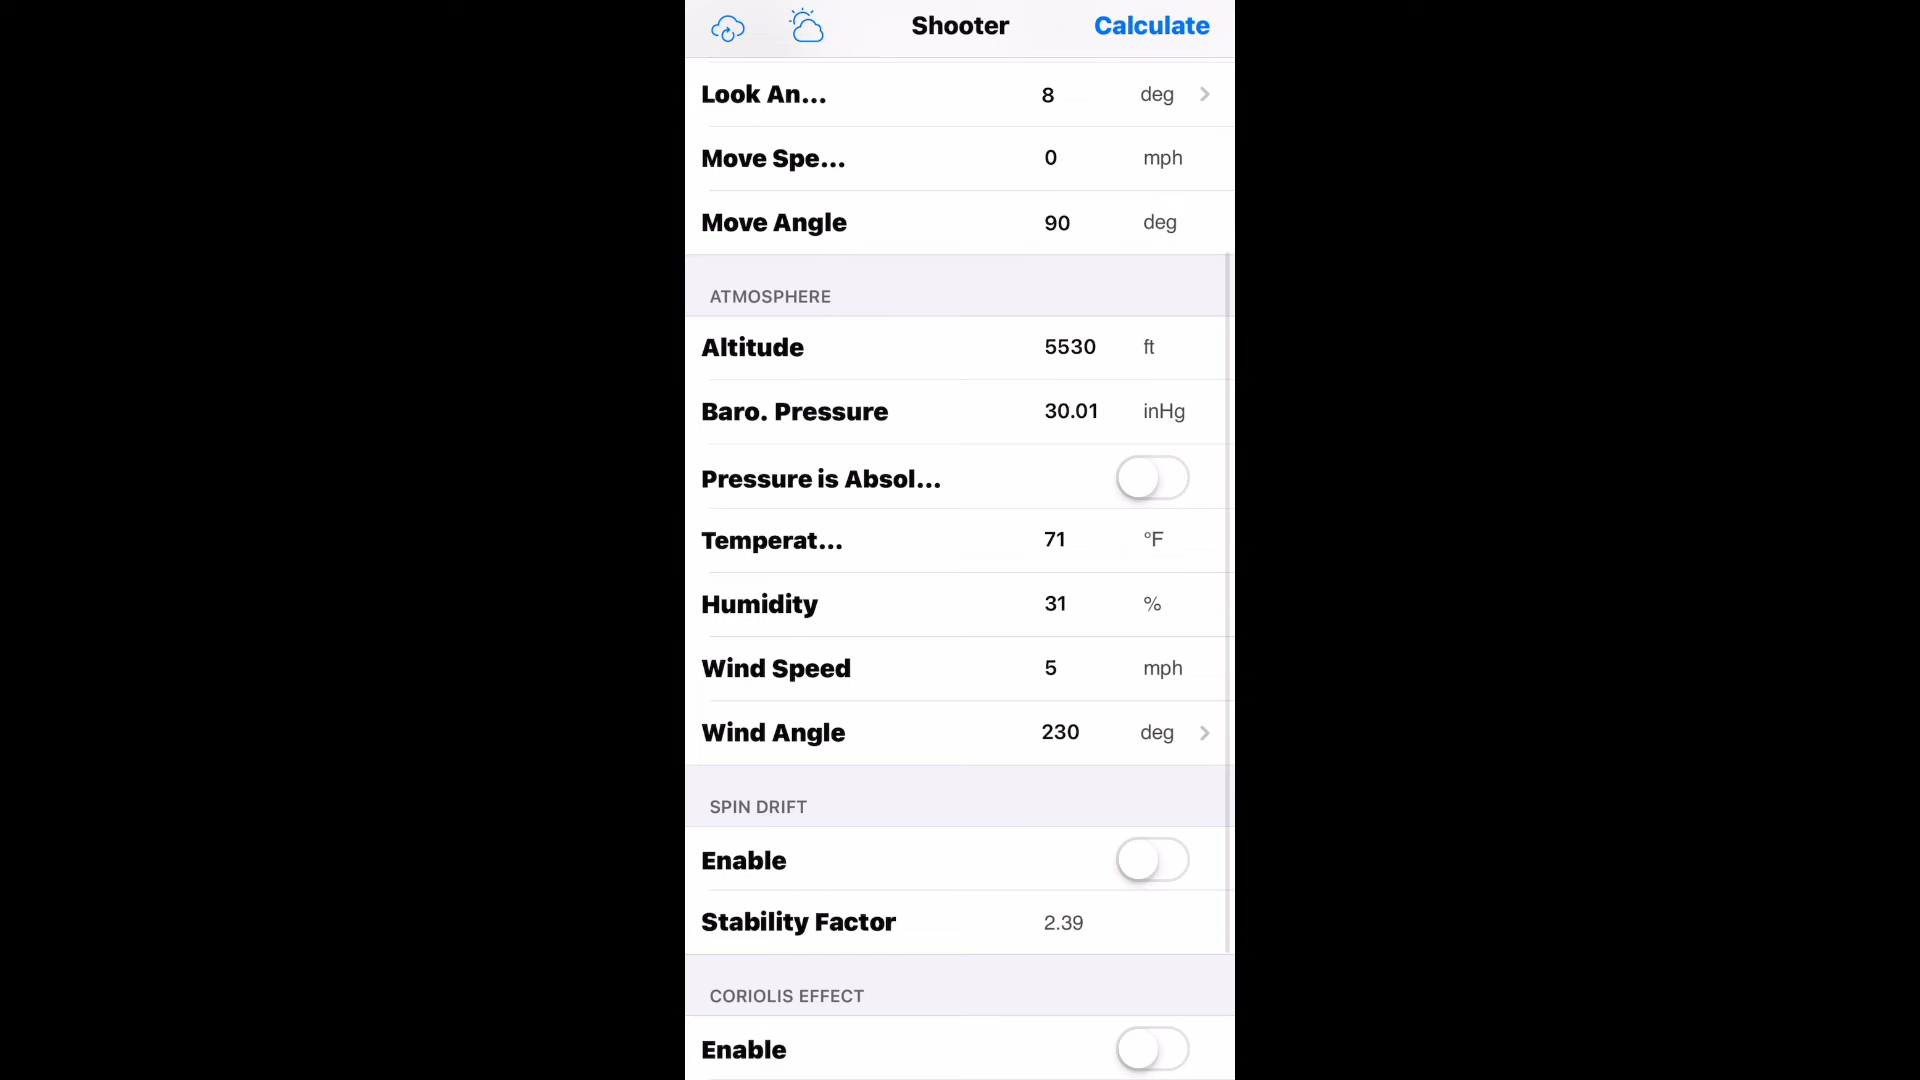 Shooter Calculate
Look An... 8 deg
Move Spe... 0 mph
Move Angle 90 deg
ATMOSPHERE
Altitude 5530 ft
Baro. Pressure 30.01 inHg
Pressure is Absol...
Temperat... 71 °F
Humidity 31 %
Wind Speed 5 mph
Wind Angle 230 deg
SPIN DRIFT
Enable
Stability Factor 2.39
CORIOLIS EFFECT
Enable